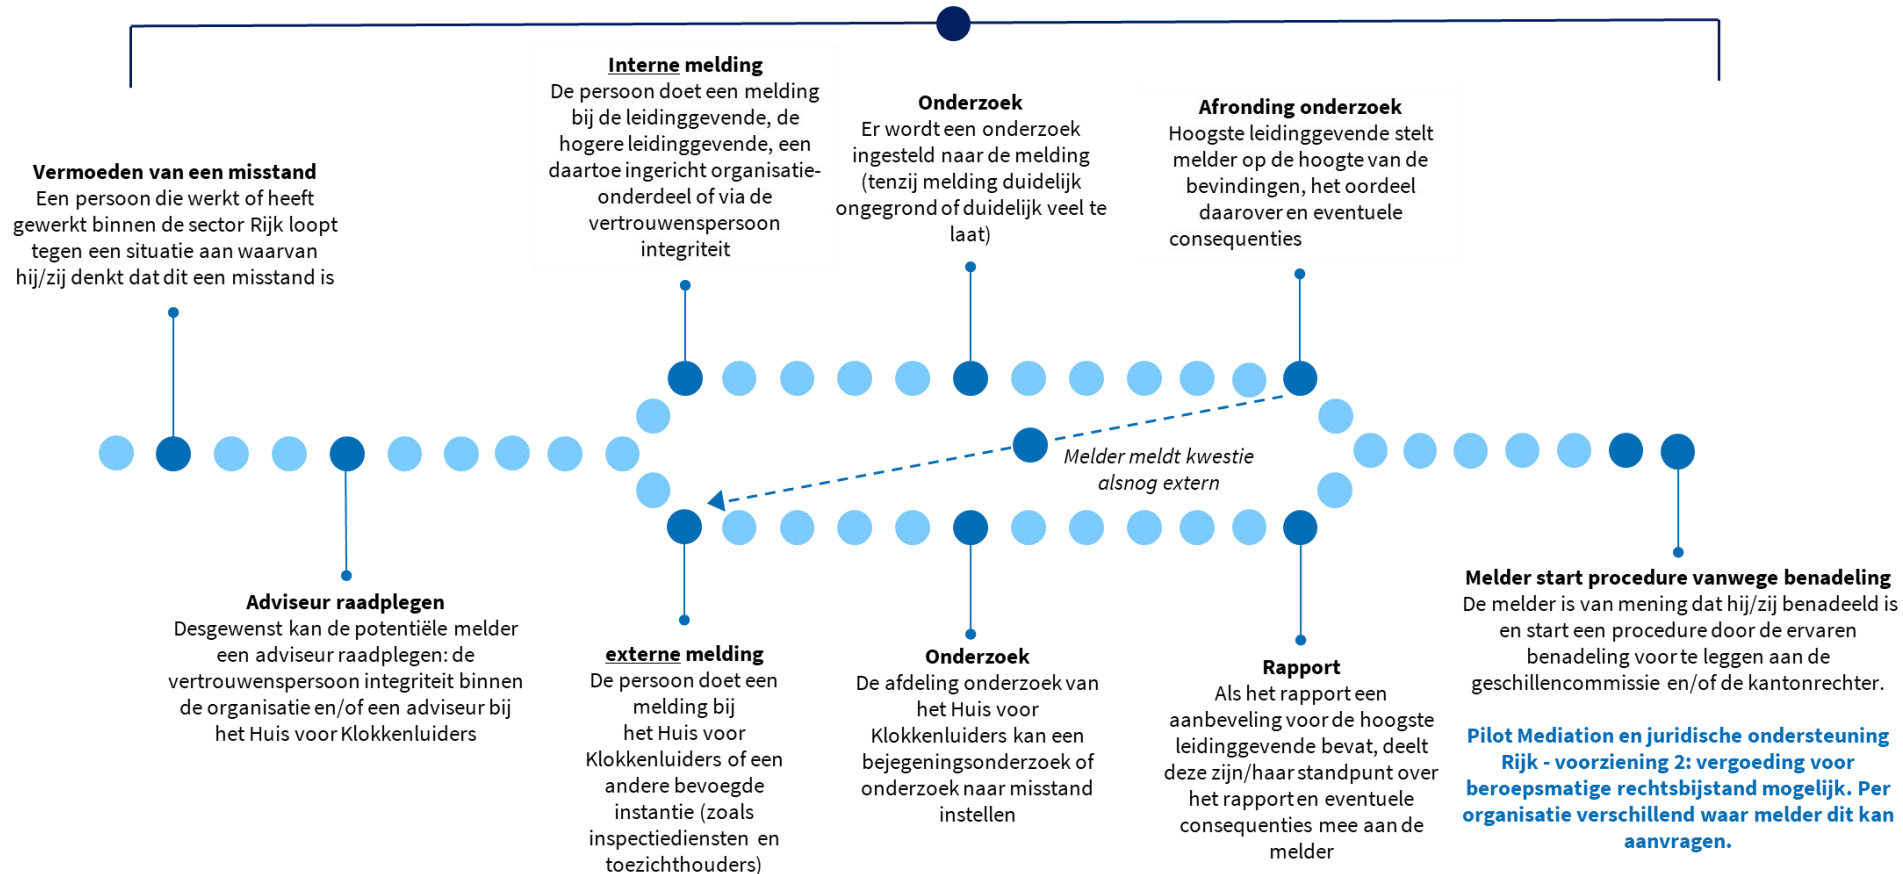 Vermoeden van een misstand
Een persoon die werkt of heeft
gewerkt binnen de sector Rijk loopt
tegen een situatie aan waarvan
hij/zij denkt dat dit een misstand is
Adviseur raadplegen
Desgewenst kan de potentiële melder
een adviseur raadplegen: de
vertrouwenspersoon integriteit binnen
de organisatie en/of een adviseur bij
het Huis voor Klokkenluiders
Interne melding
De persoon doet een melding
bij de leidinggevende, de
hogere leidinggevende, een
daartoe ingericht organisatie-
onderdeel of via de
vertrouwenspersoon
integriteit
Onderzoek
Er wordt een onderzoek
ingesteld naar de melding
(tenzij melding duidelijk
ongegrond of duidelijk veel te
laat)
Afronding onderzoek
Hoogste leidinggevende stelt
melder op de hoogte van de
bevindingen, het oordeel
daarover en eventuele
consequenties
Melder meldt kwestie
alsnog extern
externe melding
De persoon doet een
melding bij
het Huis voor
Klokkenluiders of een
andere bevoegde
instantie (zoals
inspectiediensten en
toezichthouders)
Onderzoek
De afdeling onderzoek van
het Huis voor
Klokkenluiders kan een
bejegeningsonderzoek of
onderzoek naar misstand
instellen
Rapport
Als het rapport een
aanbeveling voor de hoogste
leidinggevende bevat, deelt
deze zijn/haar standpunt over
het rapport en eventuele
consequenties mee aan de
melder
Melder start procedure vanwege benadeling
De melder is van mening dat hij/zij benadeeld is
en start een procedure door de ervaren
benadeling voor te leggen aan de
geschillencommissie en/of de kantonrechter.
Pilot Mediation en juridische ondersteuning
Rijk - voorziening 2: vergoeding voor
beroepsmatige rechtsbijstand mogelijk. Per
organisatie verschillend waar melder dit kan
aanvragen.